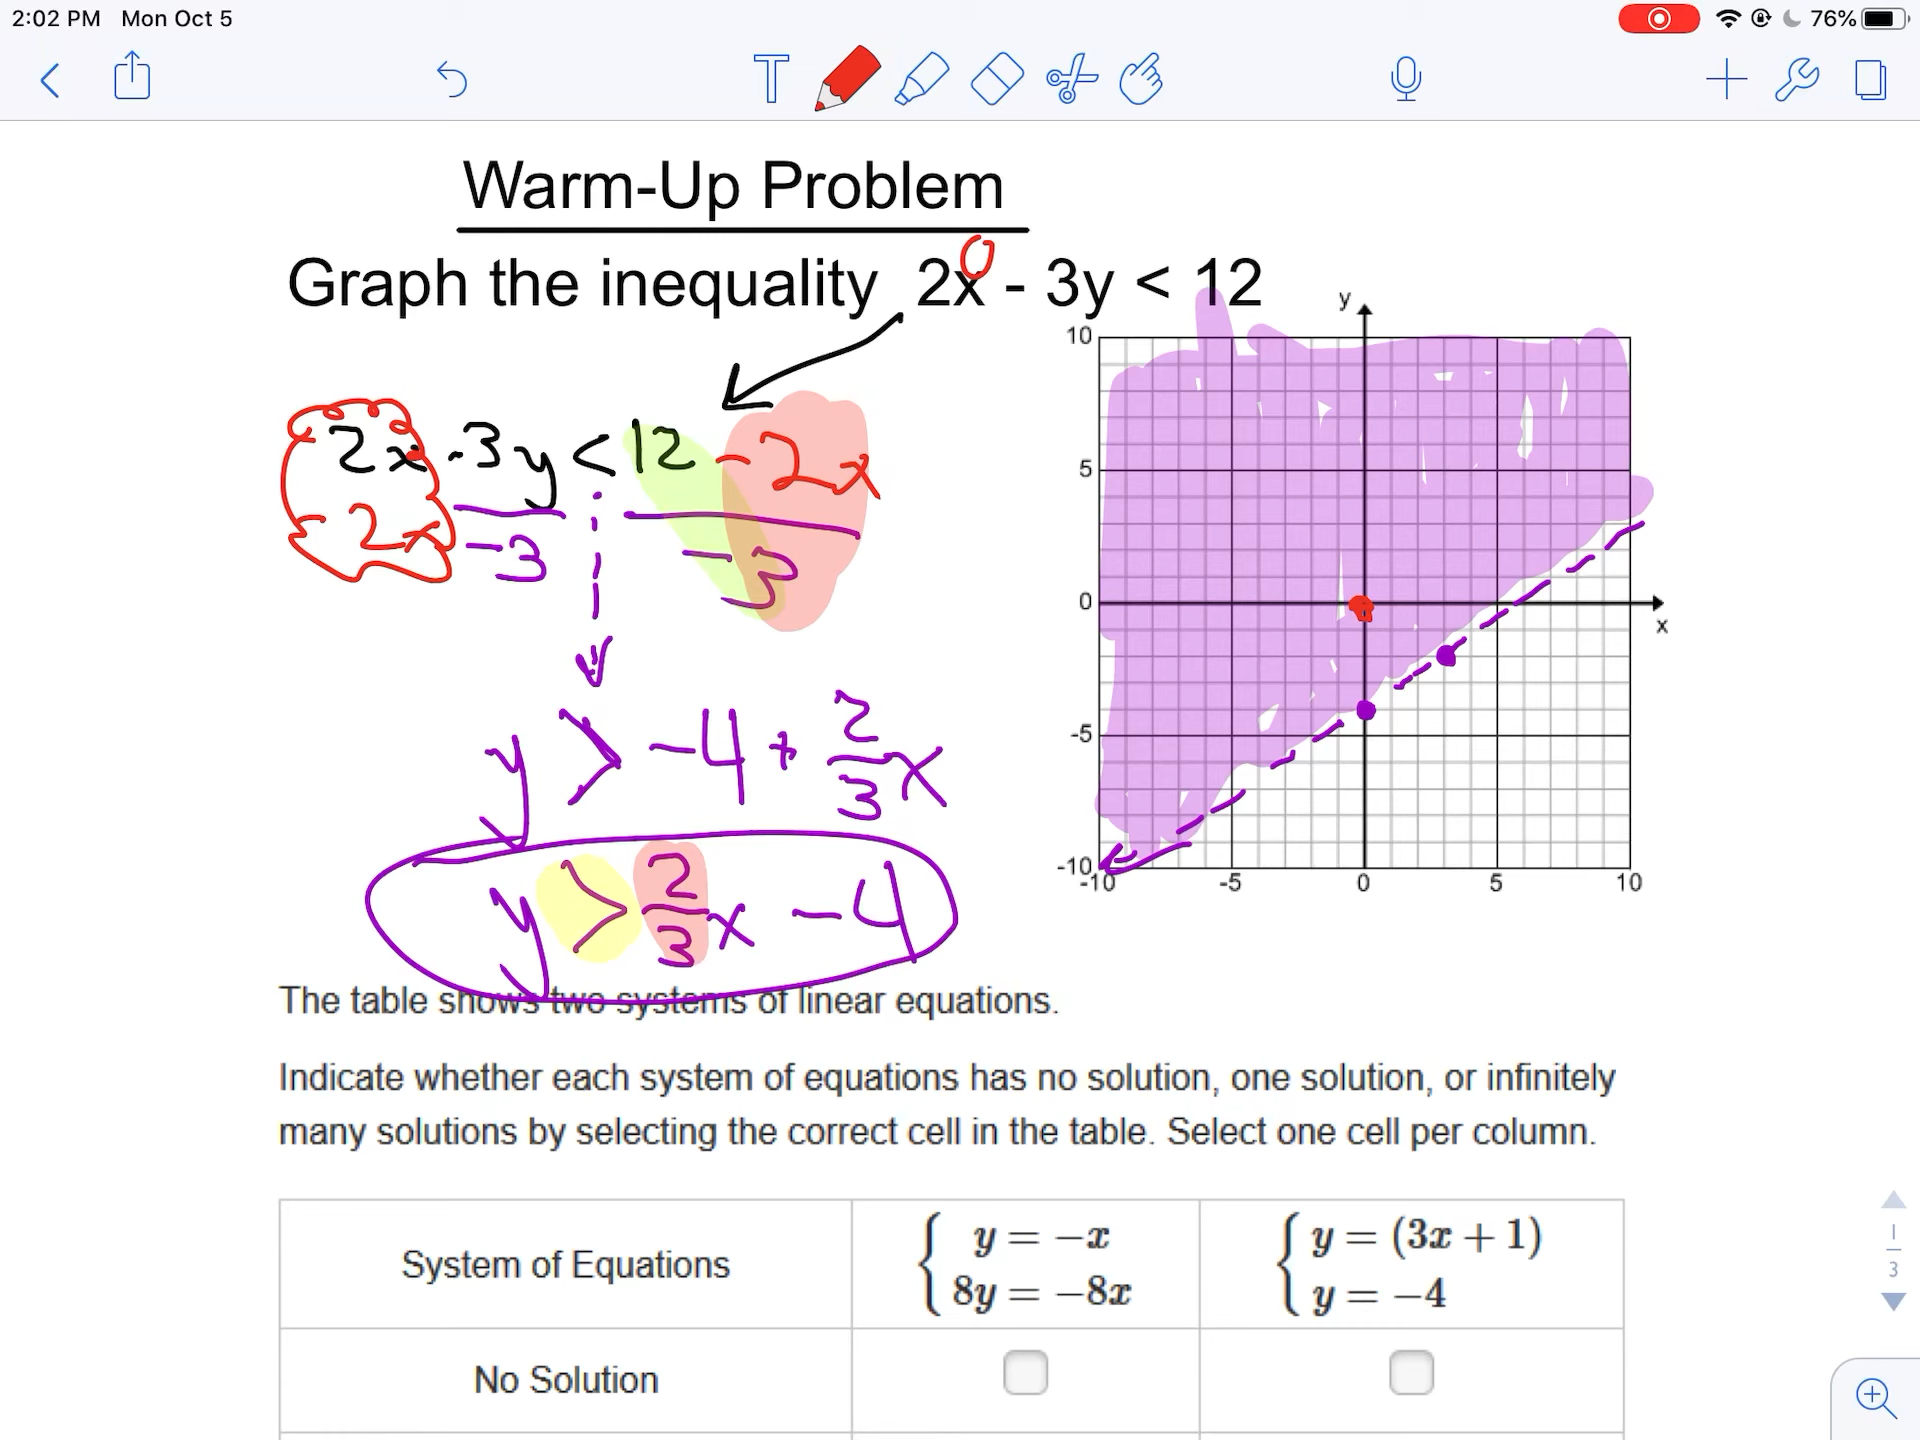 2:02 PM Mon Oct 5
76%
T
Warm-Up Problem
Graph the inequality 2x - 3y < 12
0
2x - 3y < 12 - 2x
- 2x
-3
-3
y > -4 + 2/3 x
y > 2/3 x - 4
y
10
5
0
-5
-10
-10 -5 0 5 10
x
The table shows two systems of linear equations.
Indicate whether each system of equations has no solution, one solution, or infinitely
many solutions by selecting the correct cell in the table. Select one cell per column.
System of Equations
y = −x
8y = −8x
y = (3x + 1)
y = −4
No Solution
1
3